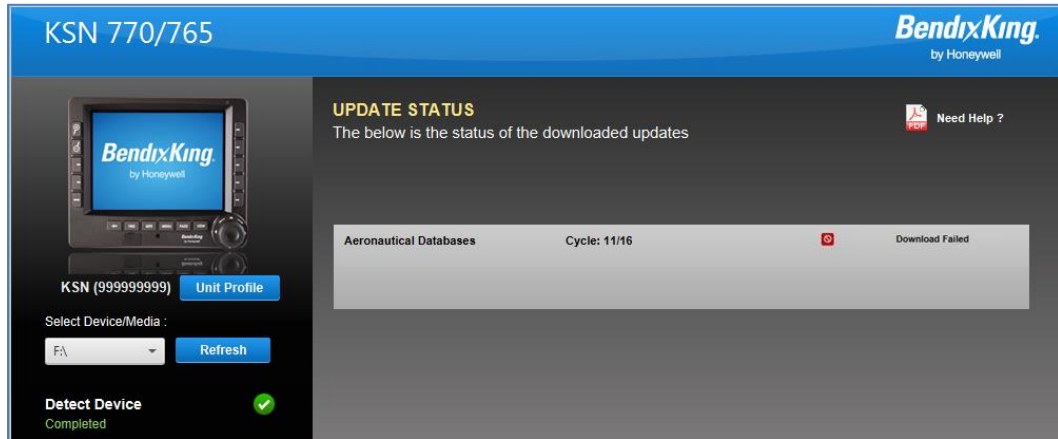 KSN 770/765
BendixKing.
by Honeywell
BendixKing.
by Honeywell
KSN (999999999)
Unit Profile
Select Device/Media :
F:\
Refresh
Detect Device
Completed
UPDATE STATUS
The below is the status of the downloaded updates
PDF
Need Help ?
Aeronautical Databases
Cycle: 11/16
Download Failed